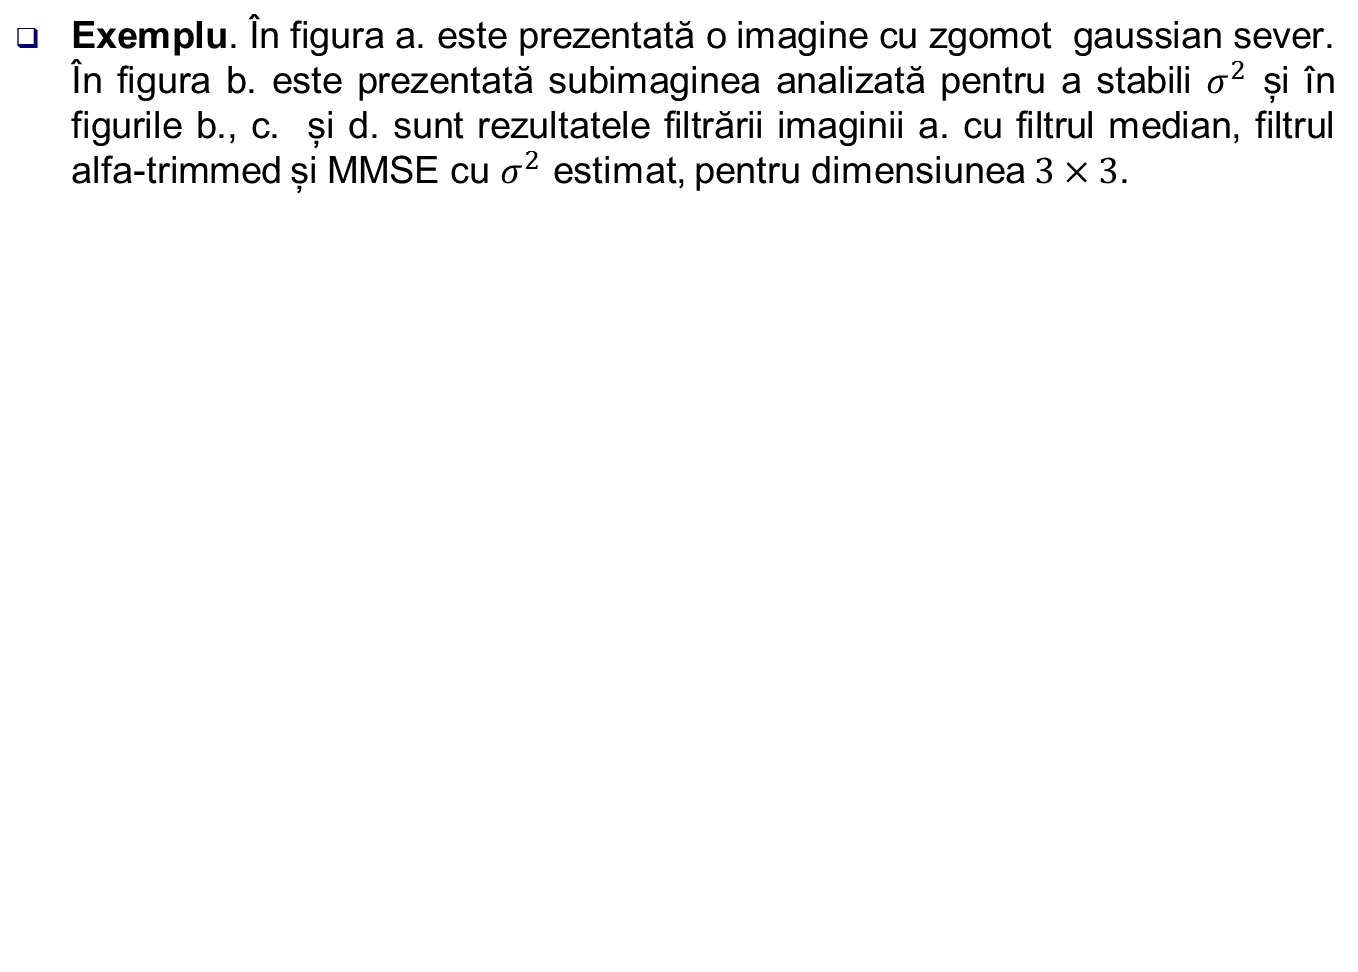 ❑ Exemplu. În figura a. este prezentată o imagine cu zgomot gaussian sever.
În figura b. este prezentată subimaginea analizată pentru a stabili 𝜎² și în
figurile b., c. și d. sunt rezultatele filtrării imaginii a. cu filtrul median, filtrul
alfa-trimmed și MMSE cu 𝜎² estimat, pentru dimensiunea 3 × 3.